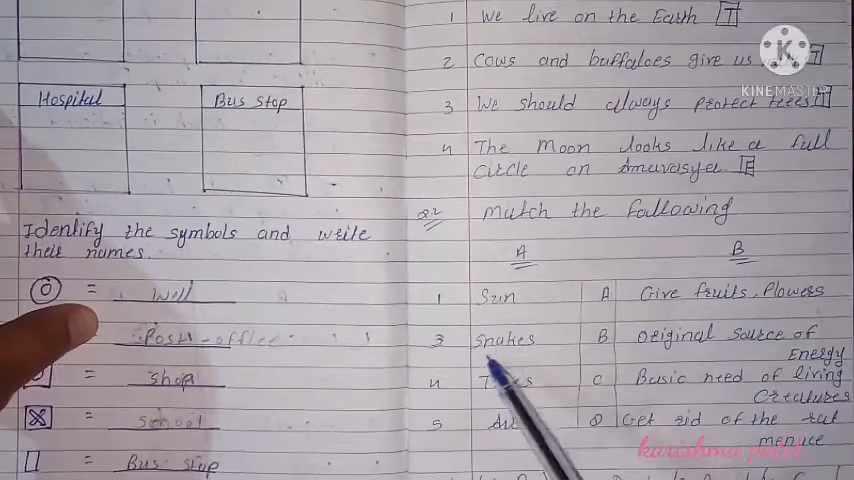 Hospital
Bus stop
Identify the symbols and write
their names.
= Well
Post-office
= shop
= School
= Bus stop
1 We live on the Earth T
2 Cows and buffaloes give us T
3 We should always protect trees T
4 The Moon looks like a full
circle on Amavasyea F
Q2 Match the following
A B
1 Sun A Give fruits, Flowers
3 Snakes B Original source of
Energy
4 C Basic need of living
Creatures
5 D Get rid of the rat
menace
KINEMASTER